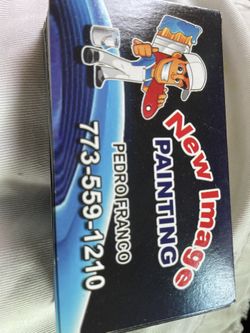 New Image
PAINTING
PEDRO FRANCO
773-559-1210